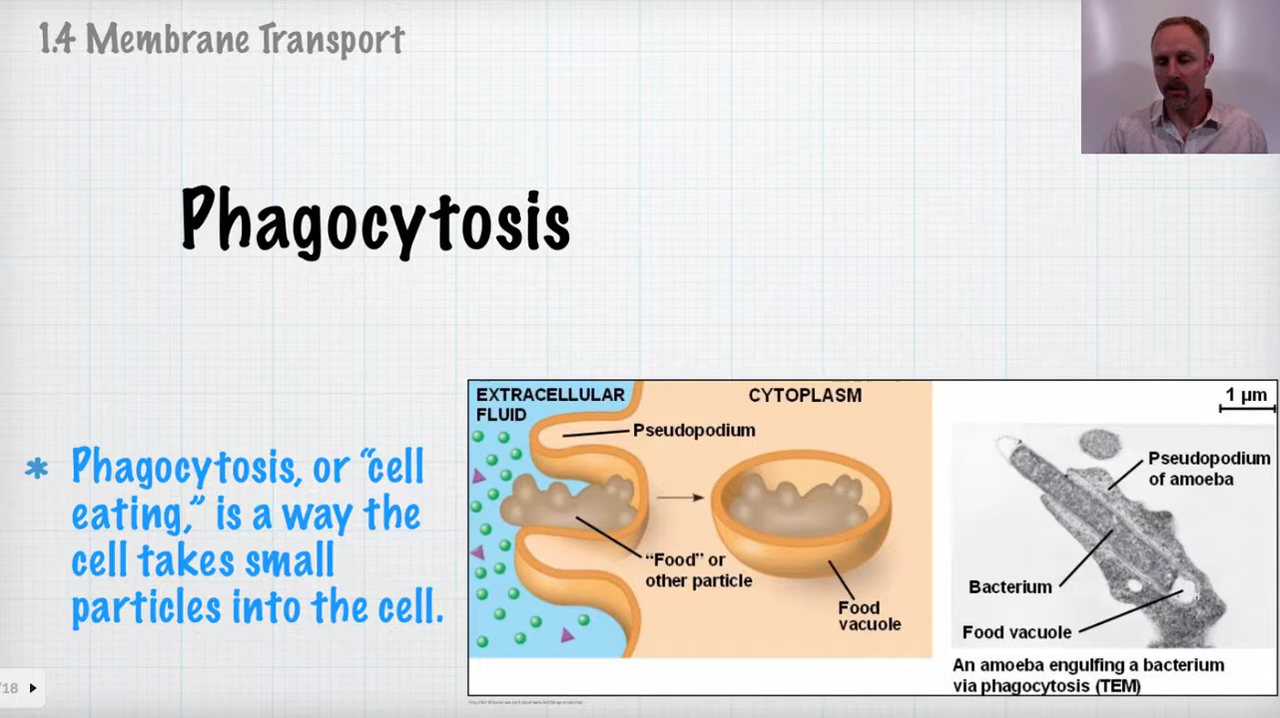 1.4 Membrane Transport
Phagocytosis
* Phagocytosis, or “cell
eating,” is a way the
cell takes small
particles into the cell.
EXTRACELLULAR
FLUID
CYTOPLASM
Pseudopodium
“Food” or
other particle
Food
vacuole
1 µm
Pseudopodium
of amoeba
Bacterium
Food vacuole
An amoeba engulfing a bacterium
via phagocytosis (TEM)
/18